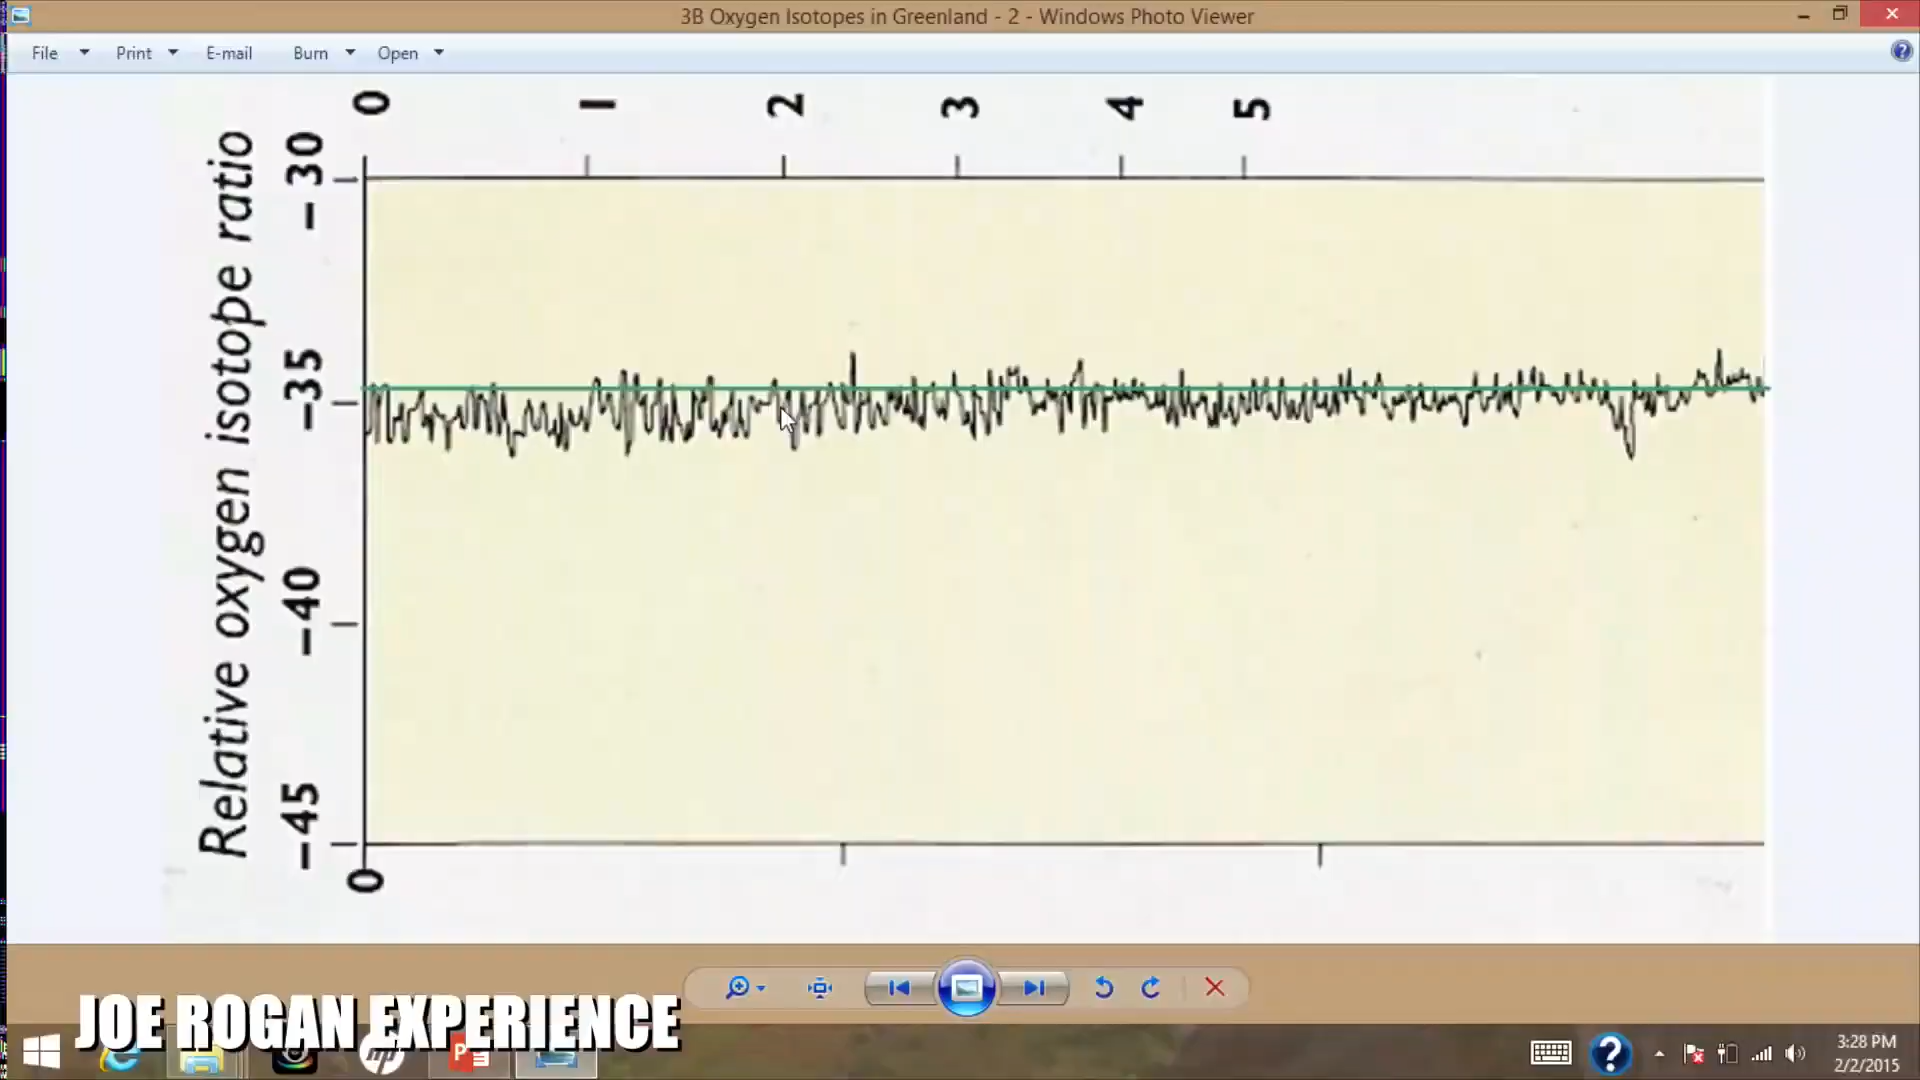 3B Oxygen Isotopes in Greenland - 2 - Windows Photo Viewer
File Print E-mail Burn Open
0 1 2 3 4 5
Relative oxygen isotope ratio
-30
-35
-40
-45
0
JOE ROGAN EXPERIENCE
hp
P
3:28 PM
2/2/2015